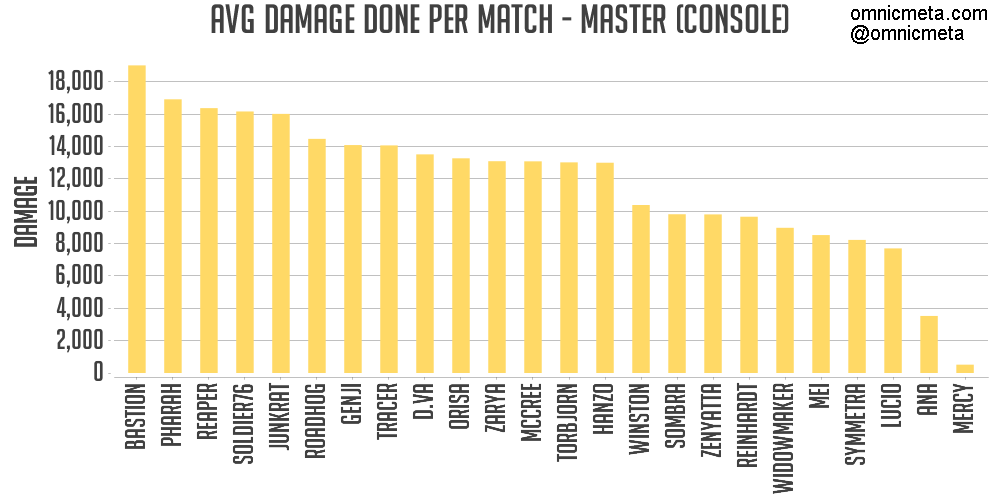 AVG DAMAGE DONE PER MATCH - MASTER (CONSOLE)
omnicmeta.com
@omnicmeta
DAMAGE
18,000
16,000
14,000
12,000
10,000
8,000
6,000
4,000
2,000
0
BASTION
PHARAH
REAPER
SOLDIER76
JUNKRAT
ROADHOG
GENJI
TRACER
D.VA
ORISA
ZARYA
MCCREE
TORBJORN
HANZO
WINSTON
SOMBRA
ZENYATTA
REINHARDT
WIDOWMAKER
MEI
SYMMETRA
LUCIO
ANA
MERCY